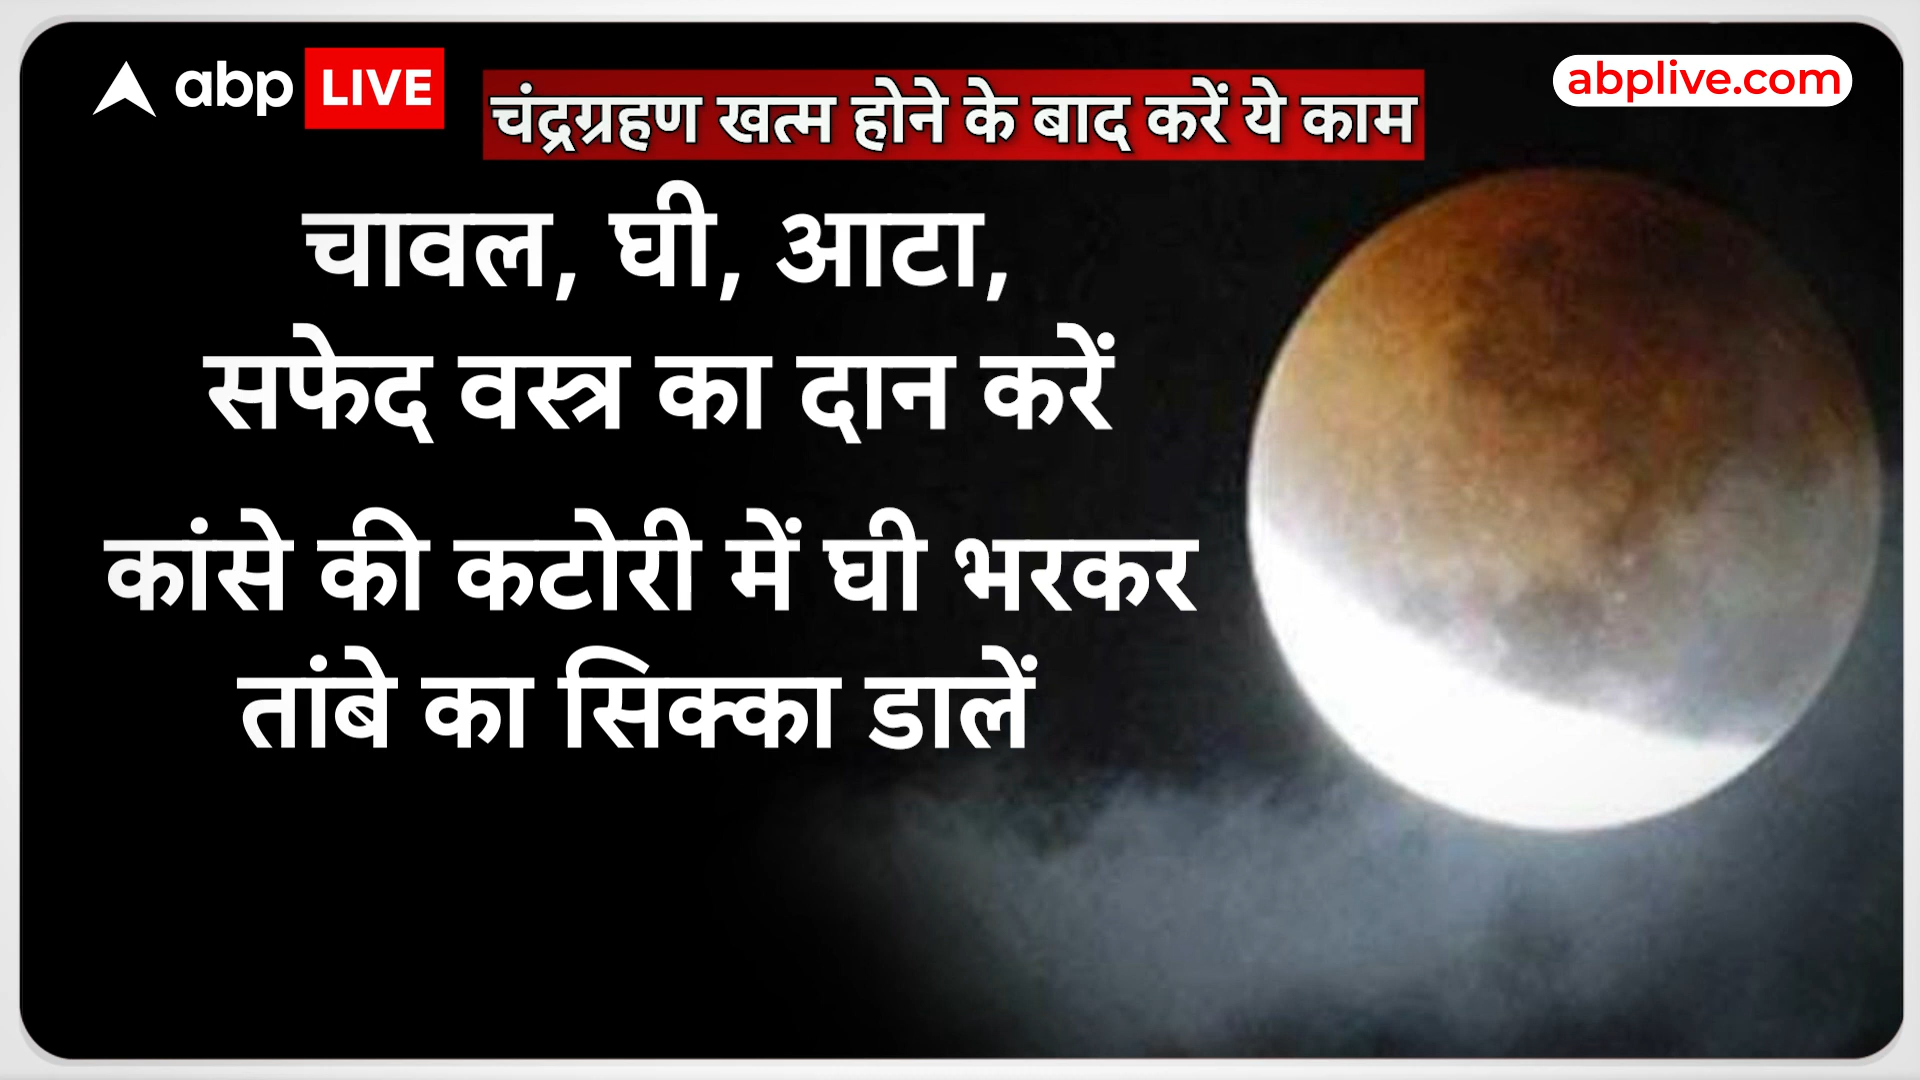 abp LIVE
चंद्रग्रहण खत्म होने के बाद करें ये काम
abplive.com
चावल, घी, आटा,
सफेद वस्त्र का दान करें
कांसे की कटोरी में घी भरकर
तांबे का सिक्का डालें